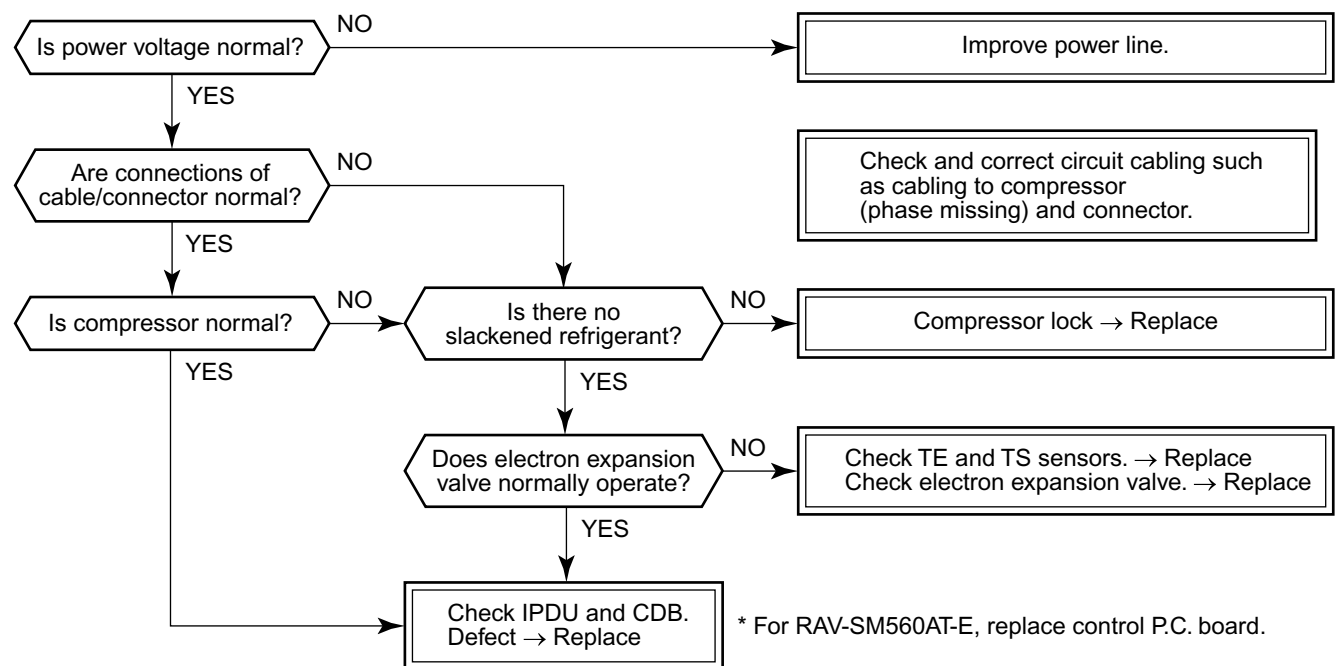 Is power voltage normal?
NO
Improve power line.
YES
Are connections of
cable/connector normal?
NO
Check and correct circuit cabling such
as cabling to compressor
(phase missing) and connector.
YES
Is compressor normal?
NO
Is there no
slackened refrigerant?
NO
Compressor lock → Replace
YES
YES
Does electron expansion
valve normally operate?
NO
Check TE and TS sensors. → Replace
Check electron expansion valve. → Replace
YES
Check IPDU and CDB.
Defect → Replace
* For RAV-SM560AT-E, replace control P.C. board.